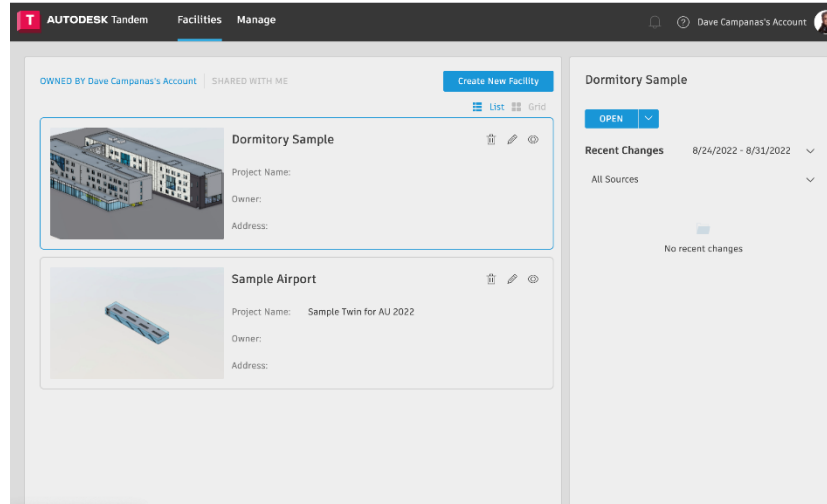 T AUTODESK Tandem Facilities Manage Dave Campanas's Account
OWNED BY Dave Campanas's Account SHARED WITH ME Create New Facility
List Grid
Dormitory Sample
Project Name:
Owner:
Address:
Sample Airport
Project Name: Sample Twin for AU 2022
Owner:
Address:
Dormitory Sample
OPEN
Recent Changes 8/24/2022 - 8/31/2022
All Sources
No recent changes